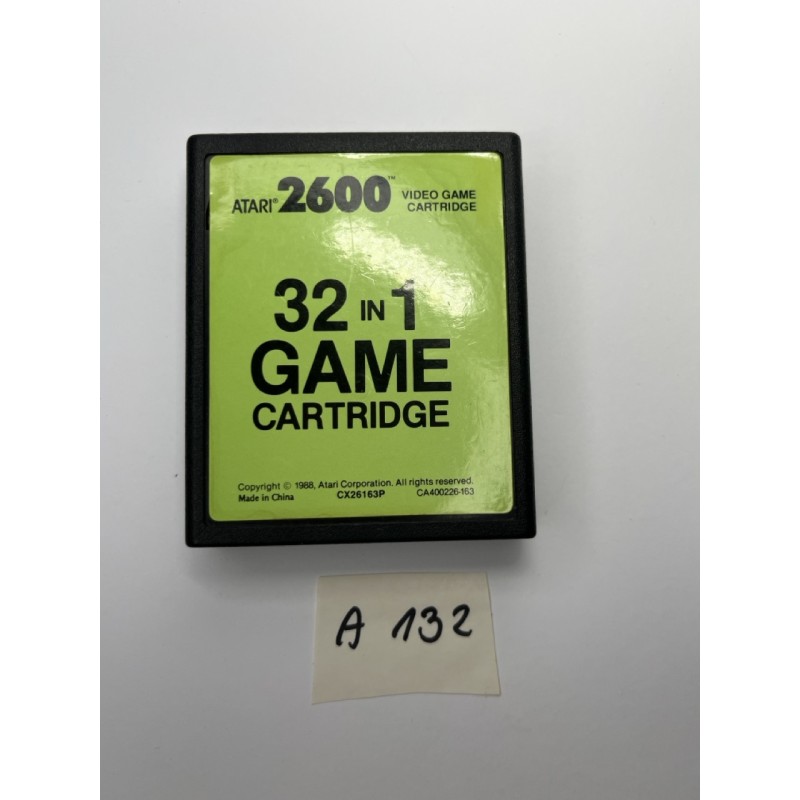 ATARI® 2600™ VIDEO GAME
CARTRIDGE
32 IN 1
GAME
CARTRIDGE
Copyright © 1988, Atari Corporation. All rights reserved.
Made in China CX26163P CA400226-163
A 132